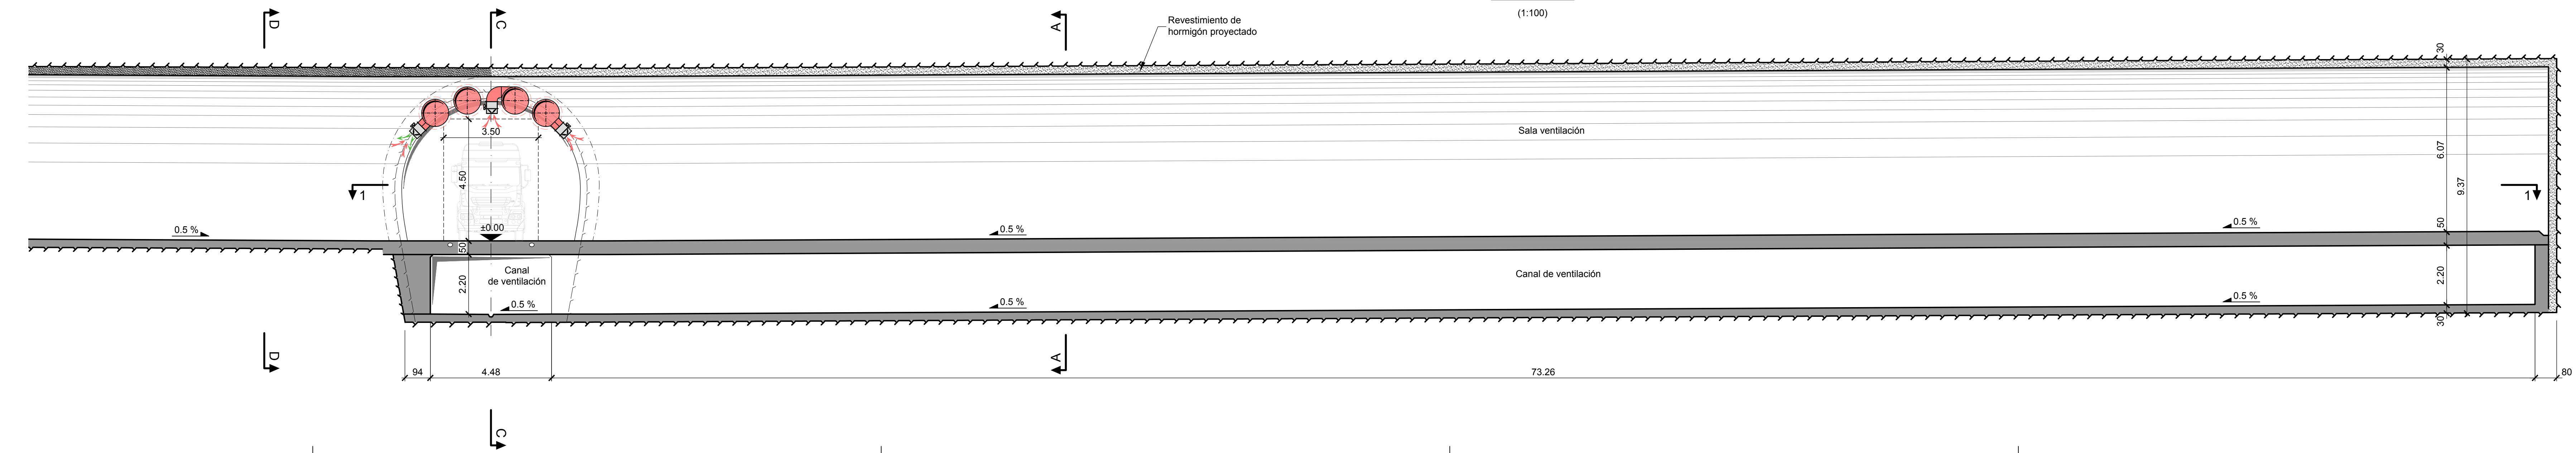 (1:100)
D
C
A
Revestimiento de
hormigón proyectado
30
3.50
Sala ventilación
4.50
6.07
9.37
1
1
0.5 %
±0.00
0.5 %
0.5 %
50
50
Canal
de ventilación
2.20
Canal de ventilación
2.20
0.5 %
0.5 %
0.5 %
30
D
A
94
4.48
73.26
80
C